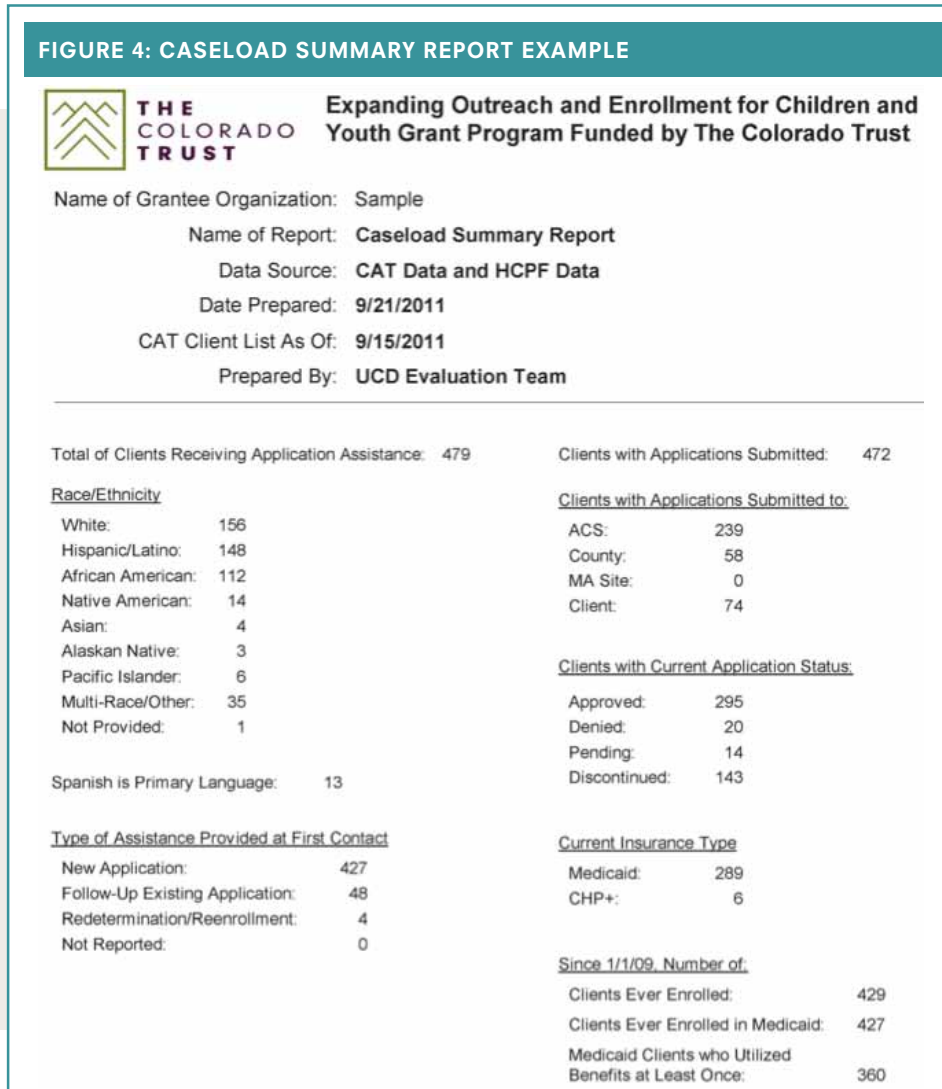 FIGURE 4: CASELOAD SUMMARY REPORT EXAMPLE
THE
COLORADO
TRUST
Expanding Outreach and Enrollment for Children and
Youth Grant Program Funded by The Colorado Trust
Name of Grantee Organization: Sample
Name of Report: Caseload Summary Report
Data Source: CAT Data and HCPF Data
Date Prepared: 9/21/2011
CAT Client List As Of: 9/15/2011
Prepared By: UCD Evaluation Team
Total of Clients Receiving Application Assistance: 479
Race/Ethnicity
White: 156
Hispanic/Latino: 148
African American: 112
Native American: 14
Asian: 4
Alaskan Native: 3
Pacific Islander: 6
Multi-Race/Other: 35
Not Provided: 1
Spanish is Primary Language: 13
Type of Assistance Provided at First Contact
New Application: 427
Follow-Up Existing Application: 48
Redetermination/Reenrollment: 4
Not Reported: 0
Clients with Applications Submitted: 472
Clients with Applications Submitted to:
ACS: 239
County: 58
MA Site: 0
Client: 74
Clients with Current Application Status:
Approved: 295
Denied: 20
Pending: 14
Discontinued: 143
Current Insurance Type
Medicaid: 289
CHP+: 6
Since 1/1/09, Number of:
Clients Ever Enrolled: 429
Clients Ever Enrolled in Medicaid: 427
Medicaid Clients who Utilized
Benefits at Least Once: 360